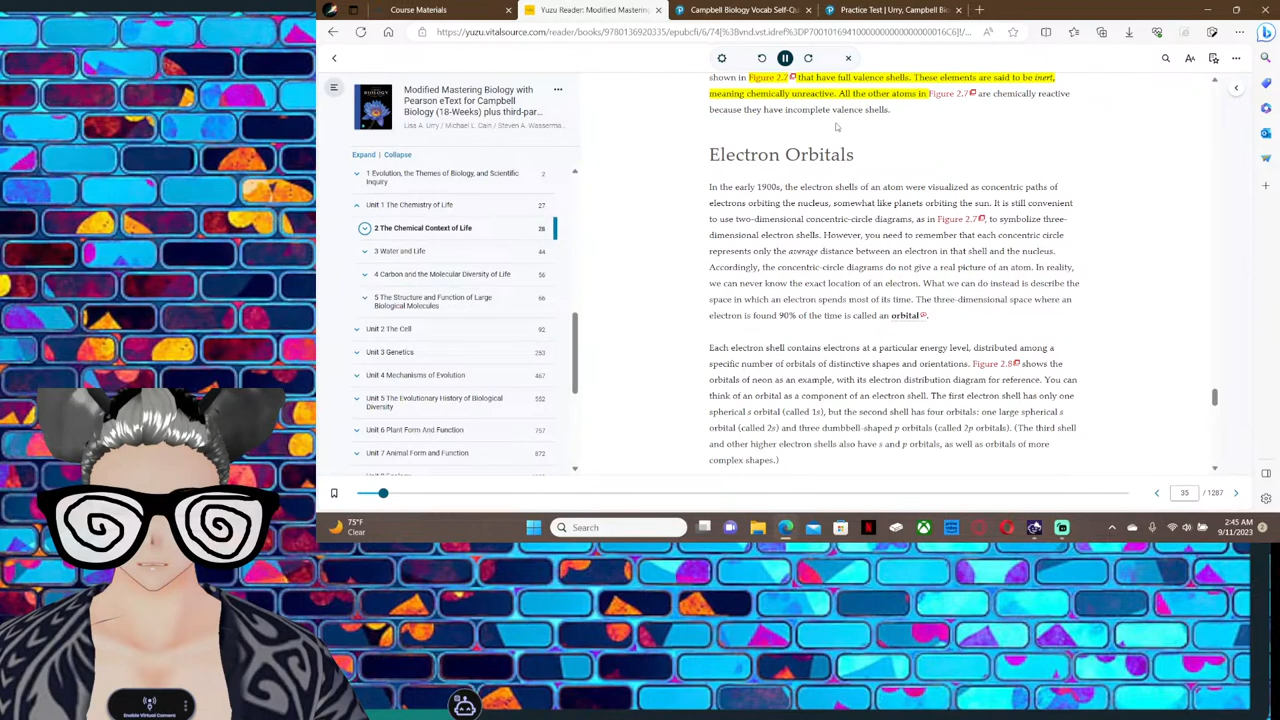 Course Materials
Yuzu Reader: Modified Mastering
Campbell Biology Vocab Self-Qu
Practice Test | Urry, Campbell B
https://yuzu.vitalsource.com/reader/books/9780136920335/epubcfi/6/74[%3Bvnd.vst.idref%3DP7001016941000000000000000000016C6]!/...
shown in Figure 2.7 that have full valence shells. These elements are said to be inert,
meaning chemically unreactive. All the other atoms in Figure 2.7 are chemically reactive
because they have incomplete valence shells.
Modified Mastering Biology with
Pearson eText for Campbell
Biology (18-Weeks) plus third-par...
Lisa A. Urry / Michael L. Cain / Steven A. Wasserma...
Expand | Collapse
1 Evolution, the Themes of Biology, and Scientific Inquiry 2
Unit 1 The Chemistry of Life 27
2 The Chemical Context of Life 28
3 Water and Life 44
4 Carbon and the Molecular Diversity of Life 56
5 The Structure and Function of Large Biological Molecules 66
Unit 2 The Cell 92
Unit 3 Genetics 253
Unit 4 Mechanisms of Evolution 467
Unit 5 The Evolutionary History of Biological Diversity 552
Unit 6 Plant Form And Function 757
Unit 7 Animal Form and Function 872
Electron Orbitals
In the early 1900s, the electron shells of an atom were visualized as concentric paths of
electrons orbiting the nucleus, somewhat like planets orbiting the sun. It is still convenient
to use two-dimensional concentric-circle diagrams, as in Figure 2.7, to symbolize three-
dimensional electron shells. However, you need to remember that each concentric circle
represents only the average distance between an electron in that shell and the nucleus.
Accordingly, the concentric-circle diagrams do not give a real picture of an atom. In reality,
we can never know the exact location of an electron. What we can do instead is describe the
space in which an electron spends most of its time. The three-dimensional space where an
electron is found 90% of the time is called an orbital.
Each electron shell contains electrons at a particular energy level, distributed among a
specific number of orbitals of distinctive shapes and orientations. Figure 2.8 shows the
orbitals of neon as an example, with its electron distribution diagram for reference. You can
think of an orbital as a component of an electron shell. The first electron shell has only one
spherical s orbital (called 1s), but the second shell has four orbitals: one large spherical s
orbital (called 2s) and three dumbbell-shaped p orbitals (called 2p orbitals). (The third shell
and other higher electron shells also have s and p orbitals, as well as orbitals of more
complex shapes.)
35 / 1287
75°F
Clear
Search
2:45 AM
9/11/2023
Enable Virtual Camera